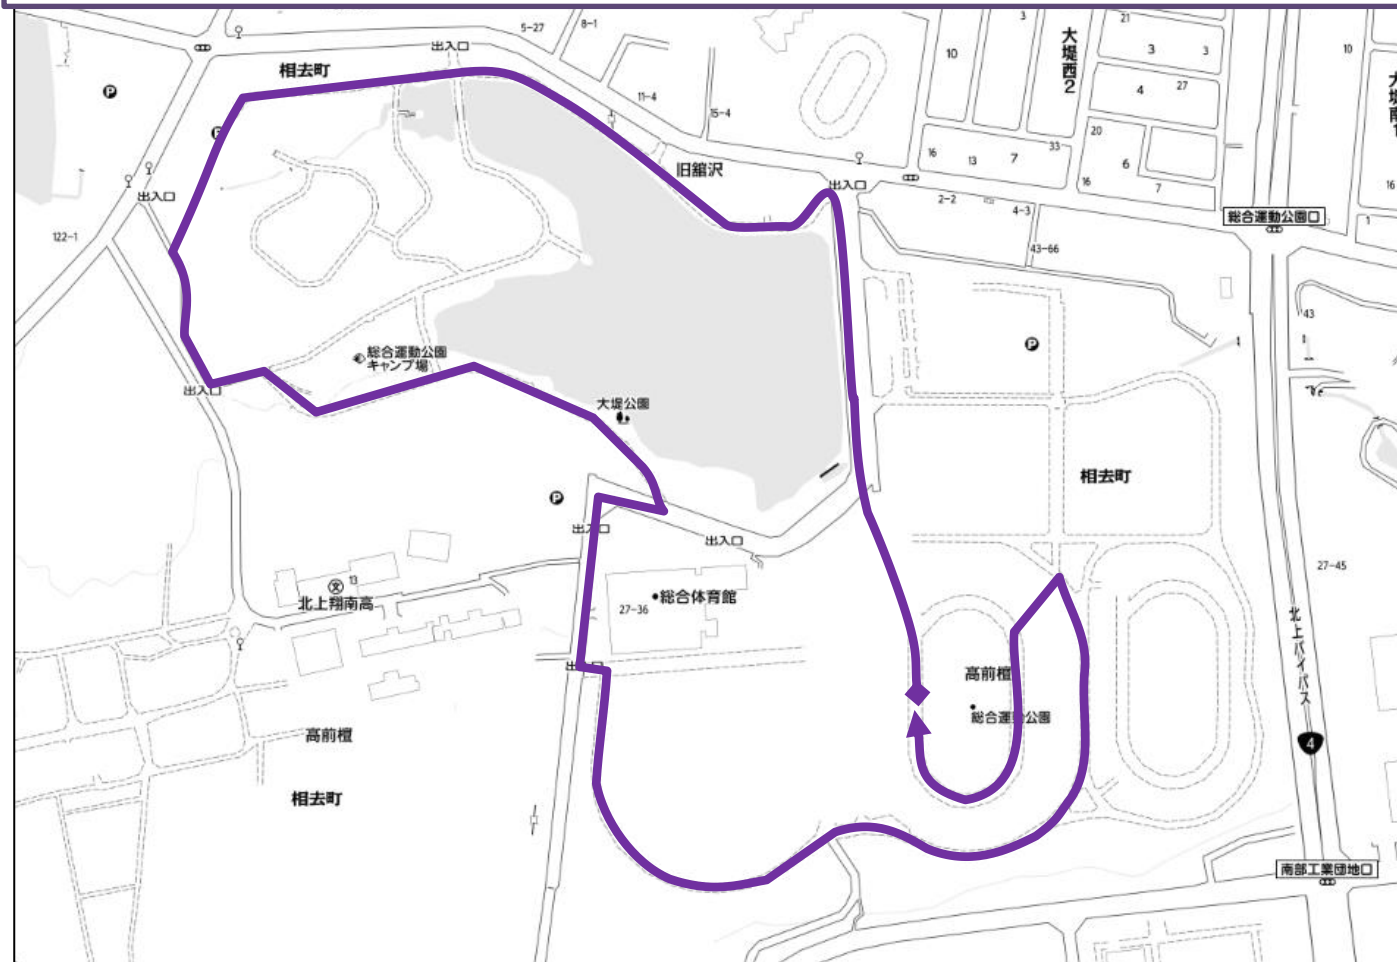 5-27
8-1
3
21
出入口
相去町
大堤西2
10
3
3
10
P
11-4
4
27
大堤南1
15-4
P
20
33
16
13
7
旧舘沢
6
出入口
16
7
16
出入口
2-2
4-3
総合運動公園口
1
122-1
43-66
43
総合運動公園
キャンプ場
P
出入口
大堤公園
相去町
P
出入口
出入口
27-45
13
文
北上翔南高
27-36
総合体育館
北上バイパス
出入口
高前檀
総合運動公園
高前檀
4
相去町
南部工業団地口